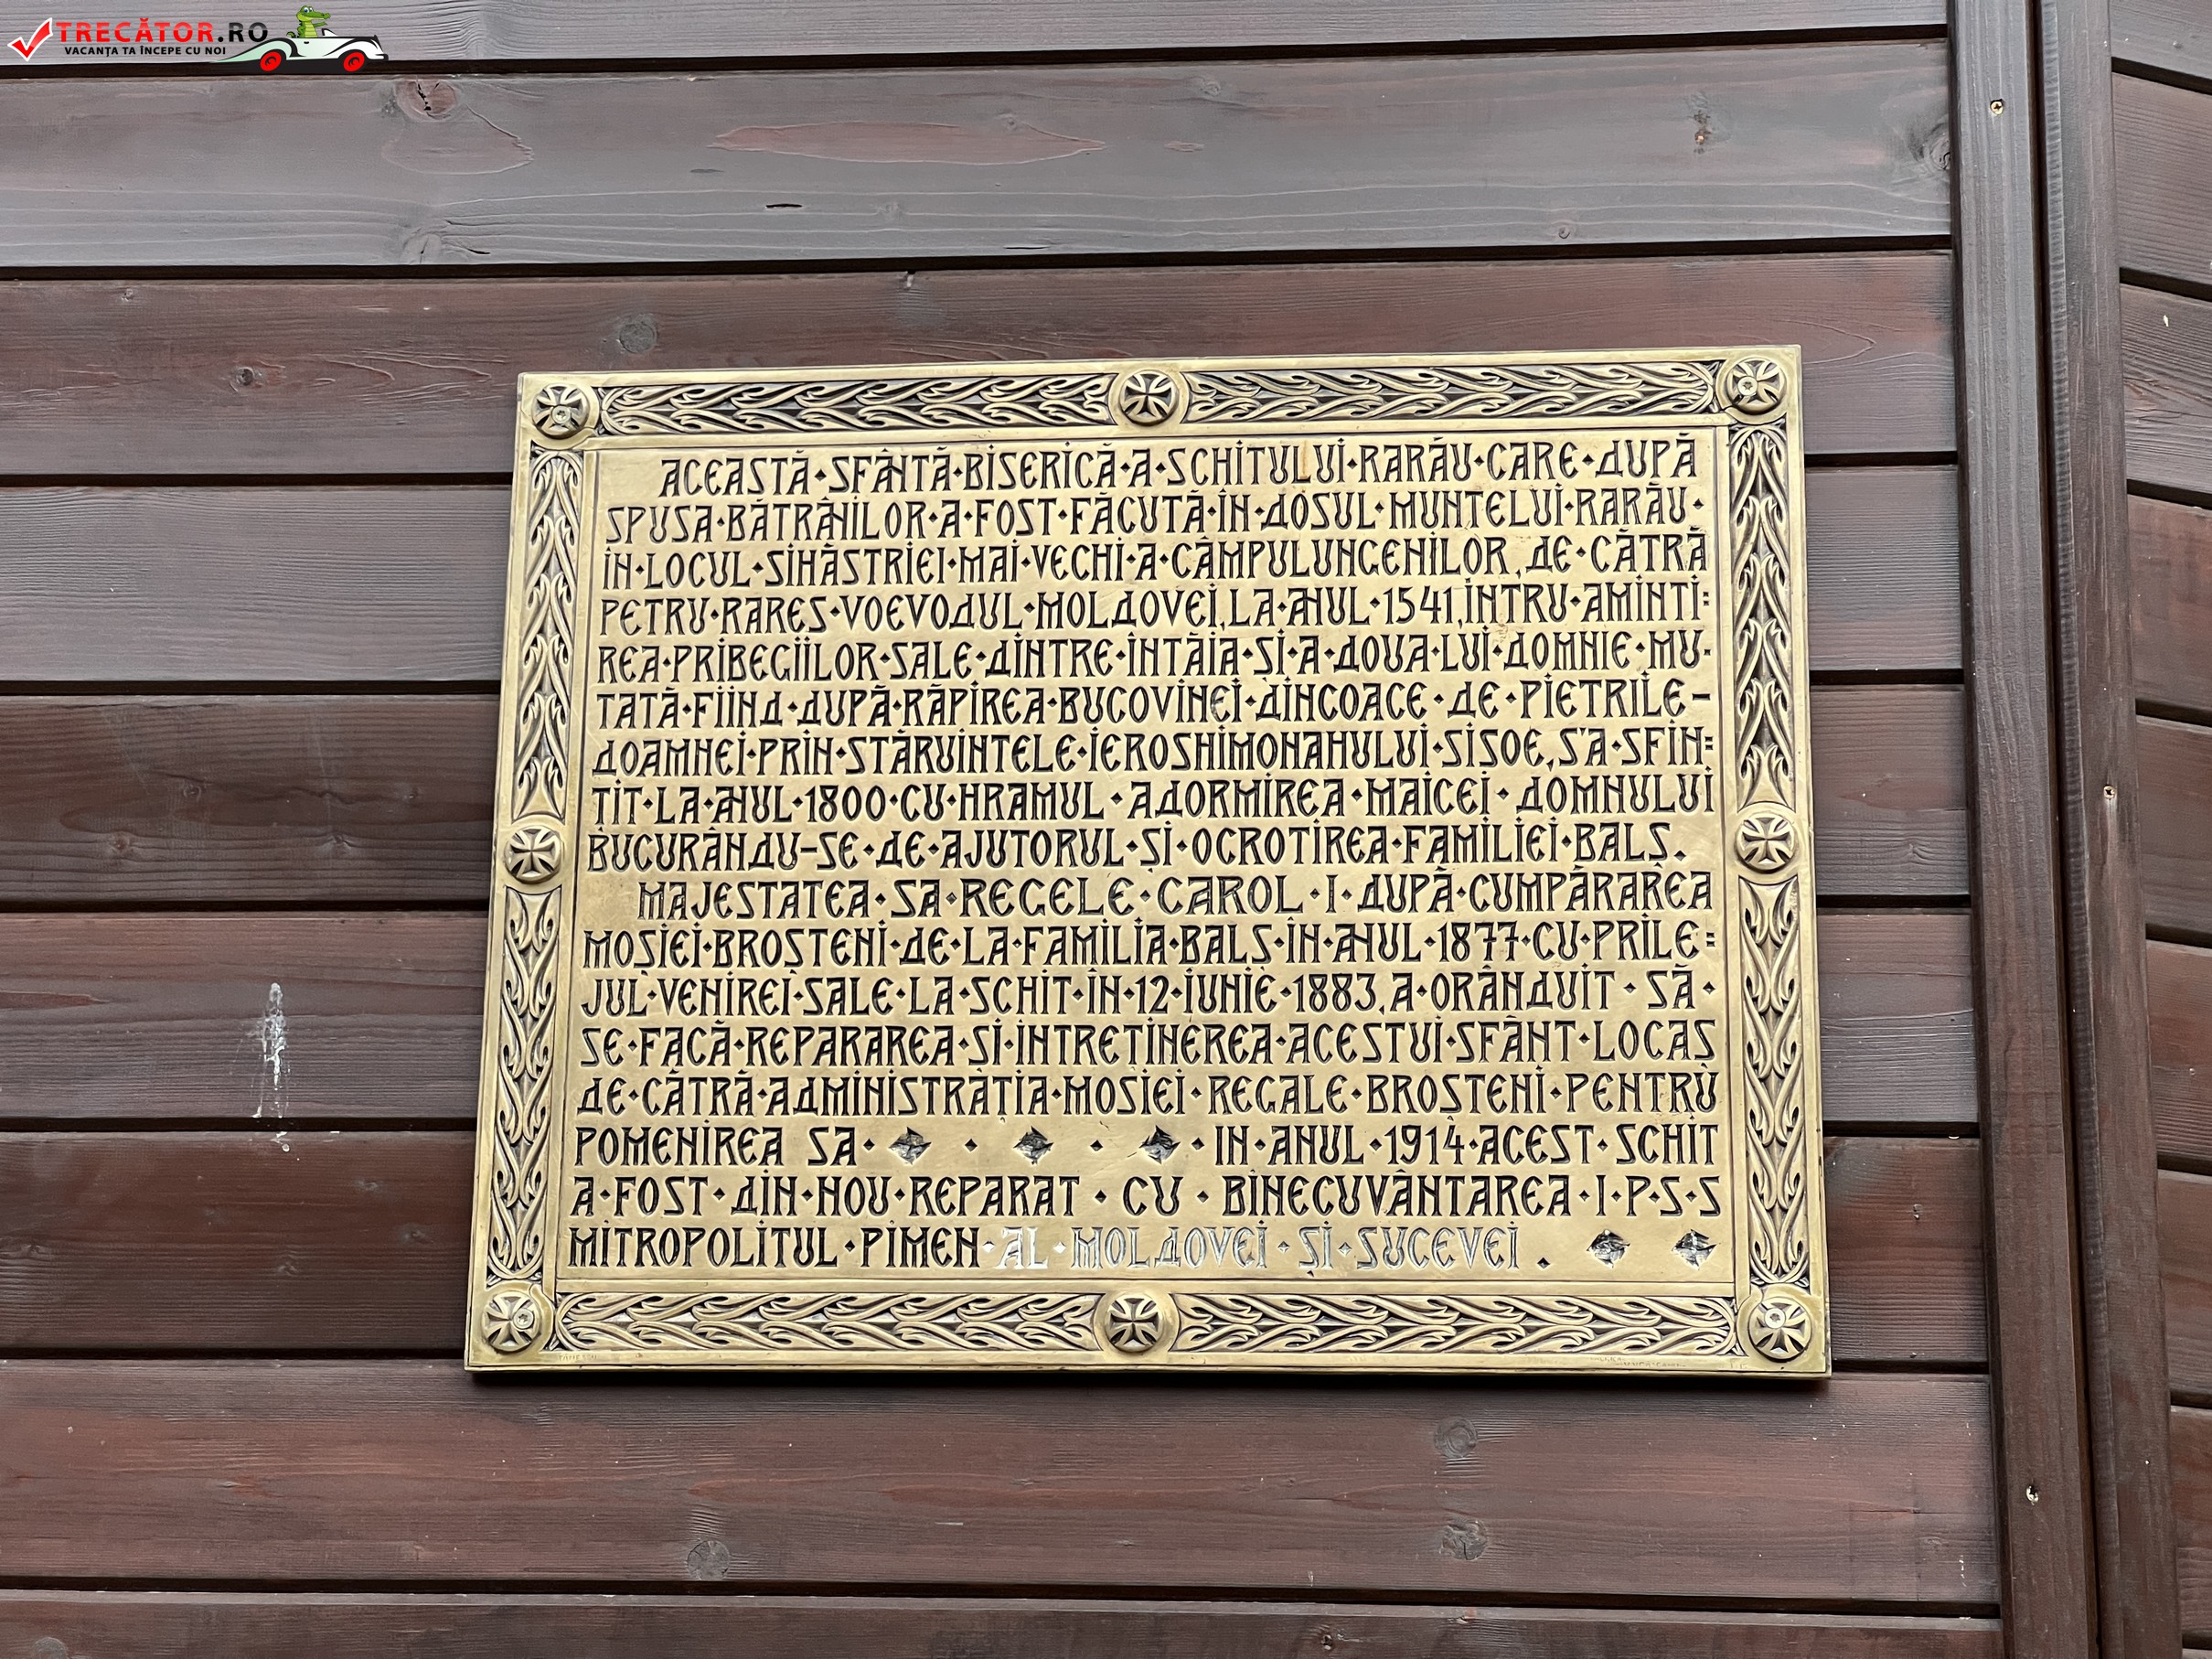 TRECĂTOR.RO
VACANȚA TA ÎNCEPE CU NOI
ACEASTĂ·SFÂNTĂ·BISERICĂ·A·SCHITULUI·RARĂU·CARE·DUPĂ
SPUSA·BĂTRÂNILOR·A·FOST·FĂCUTĂ·ÎN·DOSUL·MUNTELUI·RARĂU·
ÎN·LOCUL·SIHĂSTRIEI·MAI·VECHI·A·CÂMPULUNGENILOR, DE·CĂTRĂ
PETRU·RAREȘ·VOEVODUL·MOLDOVEI, LA·ANUL·1541, ÎNTRU·AMINTI:
REA·PRIBEGIILOR·SALE·DINTRE·ÎNTĂIA·ȘI·A·DOUA·LUI·DOMNIE·MU·
TATĂ·FIIND·DUPĂ·RĂPIREA·BUCOVINEI·DINCOACE·DE·PIETRILE-
DOAMNEI·PRIN·STĂRUINTELE·IEROSHIMONAHULUI·SISOE, S'A·SFIN:
ȚIT·LA·ANUL·1800·CU·HRAMUL·ADORMIREA·MAICEI·DOMNULUI
BUCURÂNDU-SE·DE·AJUTORUL·ȘI·OCROTIREA·FAMILIEI·BALȘ.
MAJESTATEA·SA·REGELE·CAROL·I·DUPĂ·CUMPĂRAREA
MOȘIEI·BROȘTENI·DE·LA·FAMILIA·BALȘ·ÎN·ANUL·1877·CU·PRILE:
JUL·VENIREI·SALE·LA·SCHIT·ÎN·12·IUNIE·1883, A·ORÂNDUIT·SĂ·
SE·FACĂ·REPARAREA·ȘI·ÎNTREȚINEREA·ACESTUI·SFÂNT·LOCAȘ
DE·CĂTRĂ·ADMINISTRAȚIA·MOȘIEI·REGALE·BROȘTENI·PENTRU
POMENIREA SA· · · ·IN·ANUL·1914·ACEST·SCHIT
A·FOST·DIN·NOU·REPARAT·CU·BINECUVÂNTAREA·I·P·S·S
MITROPOLITUL·PIMEN·AL·MOLDOVEI·ȘI·SUCEVEI.